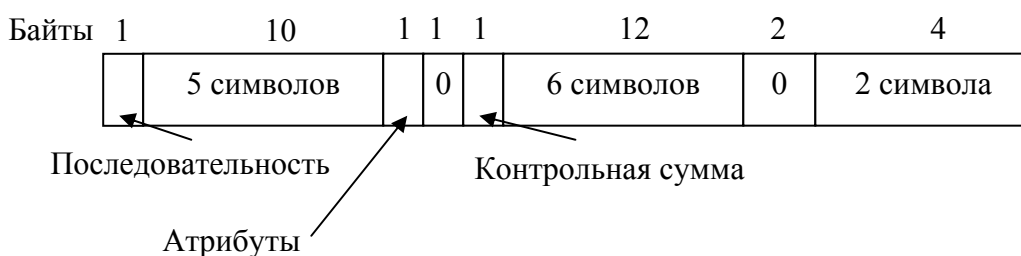 Байты 1 10 1 1 1 12 2 4
5 символов 0 6 символов 0 2 символа
Последовательность Контрольная сумма
Атрибуты